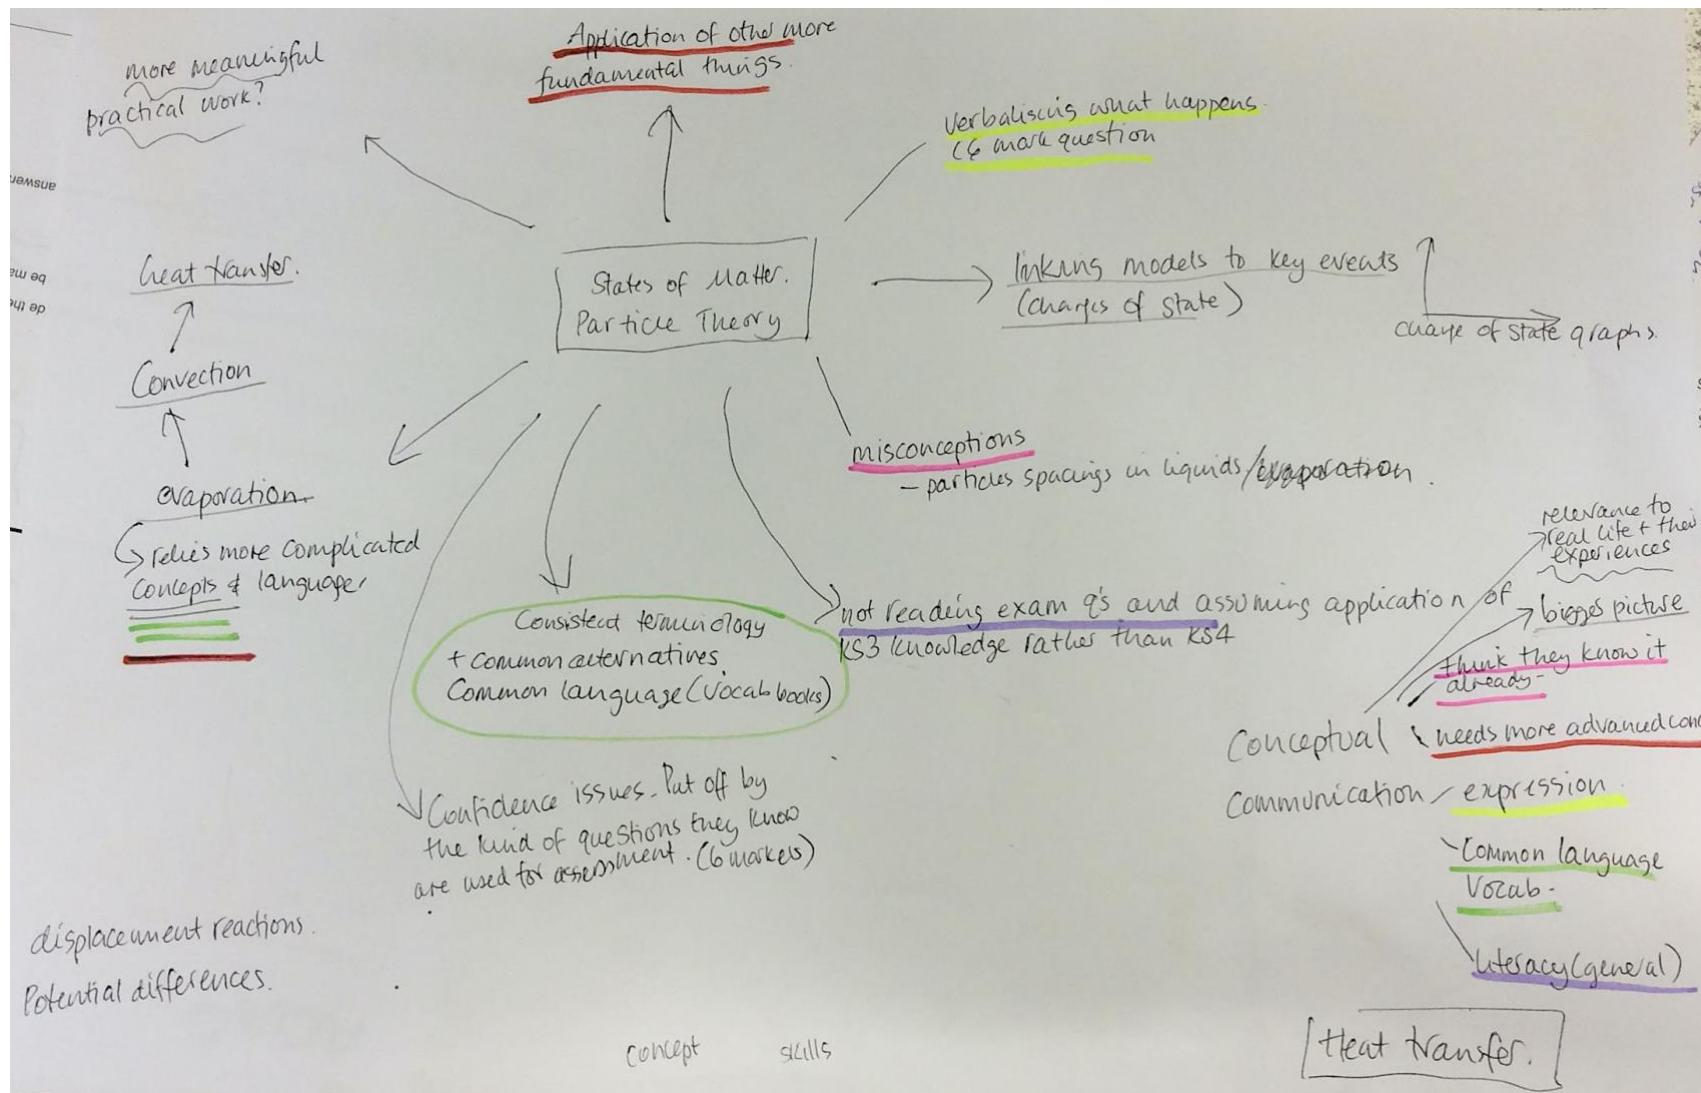 more meaningful
practical work?
Application of other more
fundamental things.
verbalising what happens.
(6 mark question
answers
be me
de the
heat transfer.
Convection
evaporation
relies more complicated
concepts & language
States of Matter.
Particle Theory
linking models to key events
(changes of state)
change of state graphs.
misconceptions
- particles spacings in liquids/evaporation.
Consistent terminology
+ common alternatives
Common language (vocab books)
not reading exam q's and assuming application of
KS3 knowledge rather than KS4
Confidence issues. Put off by
the kind of questions they know
are used for assessment. (6 markers)
relevance to
real life + their
experiences
bigger picture
think they know it
already -
Conceptual
needs more advanced conc
Communication
expression
Common language
Vocab -
literacy (general)
Heat transfer.
displacement reactions.
Potential differences.
concept skills